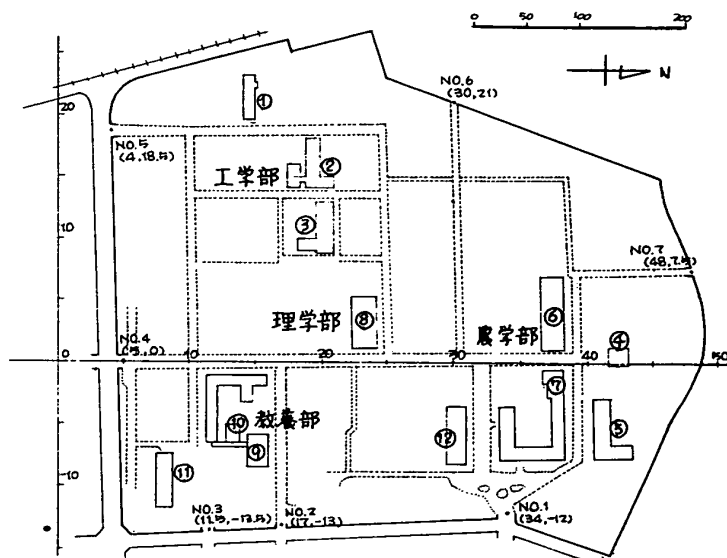 0 50 100 200
N
NO.6
(30,21)
20
①
NO.5
(4,18.5)
工学部
②
10
③
NO.7
(48,7.5)
理学部
⑧
農学部
⑥
④
NO.4
(5,0)
0 10 20 30 40 50
⑦
⑩
教養部
⑨
⑫
⑤
⑪
-10
NO.3
(11.5,-13.5)
NO.2
(17,-13)
NO.1
(34,-12)